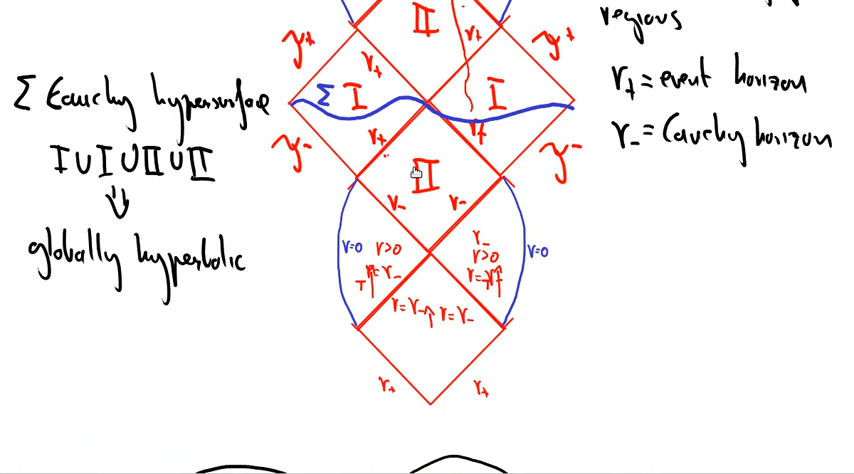 regions
r₊ = event horizon
r₋ = Cauchy horizon
Σ Cauchy hypersurface
I ∪ I ∪ II ∪ II
⇓
globally hyperbolic
II
r₊
𝒥⁺
𝒥⁺
r₊
Σ
I
I
r₊
r₊
𝒥⁻
𝒥⁻
II
r₋
r₋
r=0
r>0
r₋
r>0
r=0
r=r₋
r=r₋
r=r₋
r₊
r₊